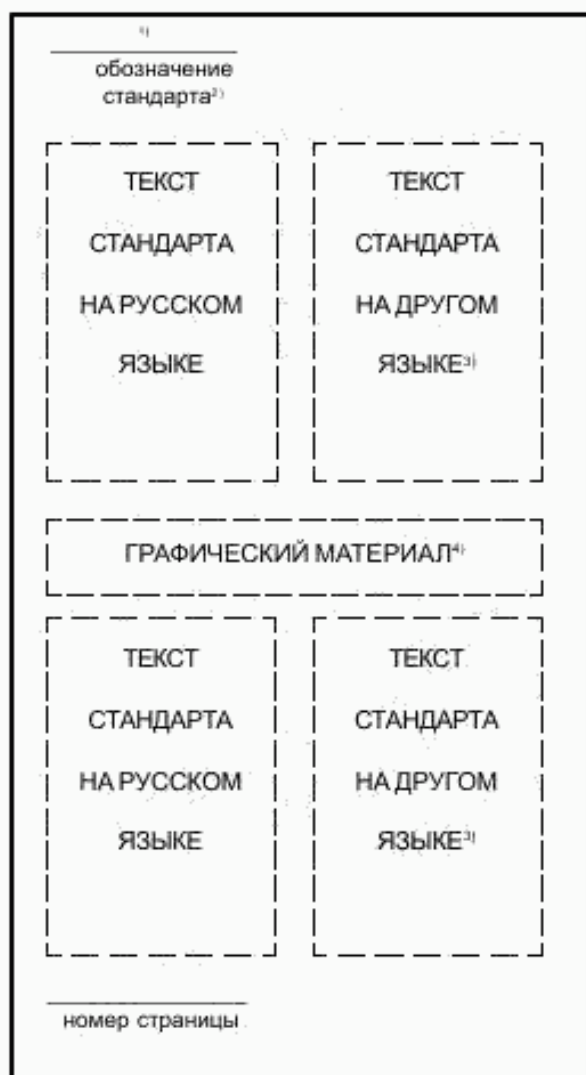 1)
обозначение
стандарта2)
ТЕКСТ
СТАНДАРТА
НА РУССКОМ
ЯЗЫКЕ
ТЕКСТ
СТАНДАРТА
НА ДРУГОМ
ЯЗЫКЕ3)
ГРАФИЧЕСКИЙ МАТЕРИАЛ4)
ТЕКСТ
СТАНДАРТА
НА РУССКОМ
ЯЗЫКЕ
ТЕКСТ
СТАНДАРТА
НА ДРУГОМ
ЯЗЫКЕ3)
номер страницы